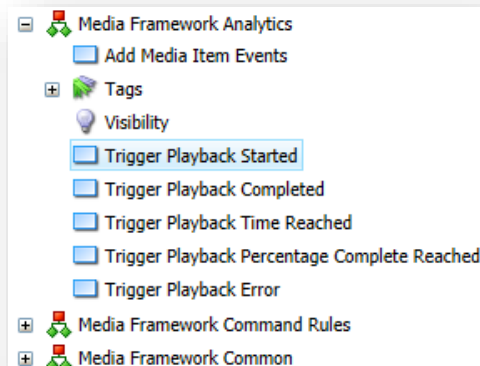 Media Framework Analytics
Add Media Item Events
Tags
Visibility
Trigger Playback Started
Trigger Playback Completed
Trigger Playback Time Reached
Trigger Playback Percentage Complete Reached
Trigger Playback Error
Media Framework Command Rules
Media Framework Common